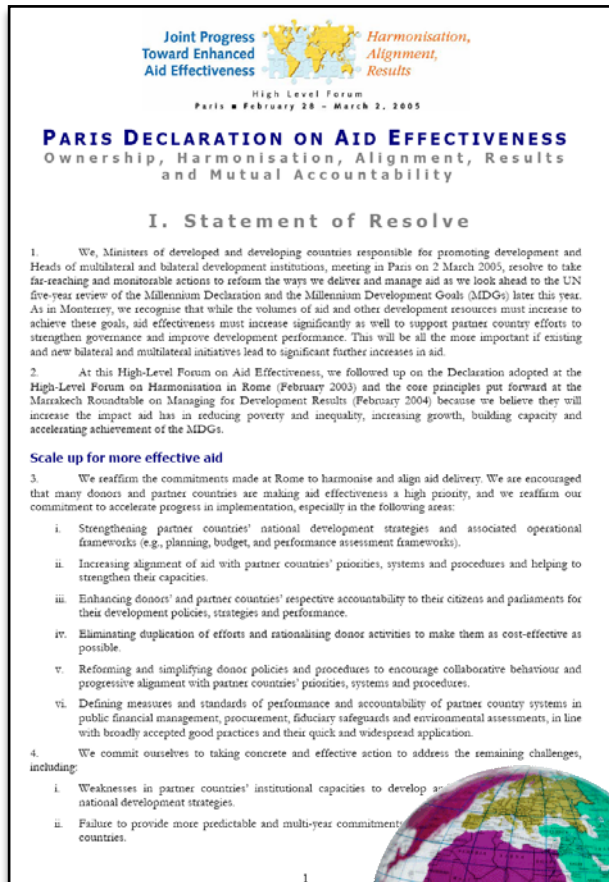 Joint Progress
Toward Enhanced
Aid Effectiveness
Harmonisation,
Alignment,
Results
High Level Forum
Paris ■ February 28 – March 2, 2005
PARIS DECLARATION ON AID EFFECTIVENESS
Ownership, Harmonisation, Alignment, Results
and Mutual Accountability
I. Statement of Resolve
1. We, Ministers of developed and developing countries responsible for promoting development and
Heads of multilateral and bilateral development institutions, meeting in Paris on 2 March 2005, resolve to take
far-reaching and monitorable actions to reform the ways we deliver and manage aid as we look ahead to the UN
five-year review of the Millennium Declaration and the Millennium Development Goals (MDGs) later this year.
As in Monterrey, we recognise that while the volumes of aid and other development resources must increase to
achieve these goals, aid effectiveness must increase significantly as well to support partner country efforts to
strengthen governance and improve development performance. This will be all the more important if existing
and new bilateral and multilateral initiatives lead to significant further increases in aid.
2. At this High-Level Forum on Aid Effectiveness, we followed up on the Declaration adopted at the
High-Level Forum on Harmonisation in Rome (February 2003) and the core principles put forward at the
Marrakech Roundtable on Managing for Development Results (February 2004) because we believe they will
increase the impact aid has in reducing poverty and inequality, increasing growth, building capacity and
accelerating achievement of the MDGs.
Scale up for more effective aid
3. We reaffirm the commitments made at Rome to harmonise and align aid delivery. We are encouraged
that many donors and partner countries are making aid effectiveness a high priority, and we reaffirm our
commitment to accelerate progress in implementation, especially in the following areas:
i. Strengthening partner countries' national development strategies and associated operational
frameworks (e.g., planning, budget, and performance assessment frameworks).
ii. Increasing alignment of aid with partner countries' priorities, systems and procedures and helping to
strengthen their capacities.
iii. Enhancing donors' and partner countries' respective accountability to their citizens and parliaments for
their development policies, strategies and performance.
iv. Eliminating duplication of efforts and rationalising donor activities to make them as cost-effective as
possible.
v. Reforming and simplifying donor policies and procedures to encourage collaborative behaviour and
progressive alignment with partner countries' priorities, systems and procedures.
vi. Defining measures and standards of performance and accountability of partner country systems in
public financial management, procurement, fiduciary safeguards and environmental assessments, in line
with broadly accepted good practices and their quick and widespread application.
4. We commit ourselves to taking concrete and effective action to address the remaining challenges,
including:
i. Weaknesses in partner countries' institutional capacities to develop
national development strategies.
ii. Failure to provide more predictable and multi-year commitments
countries.
1